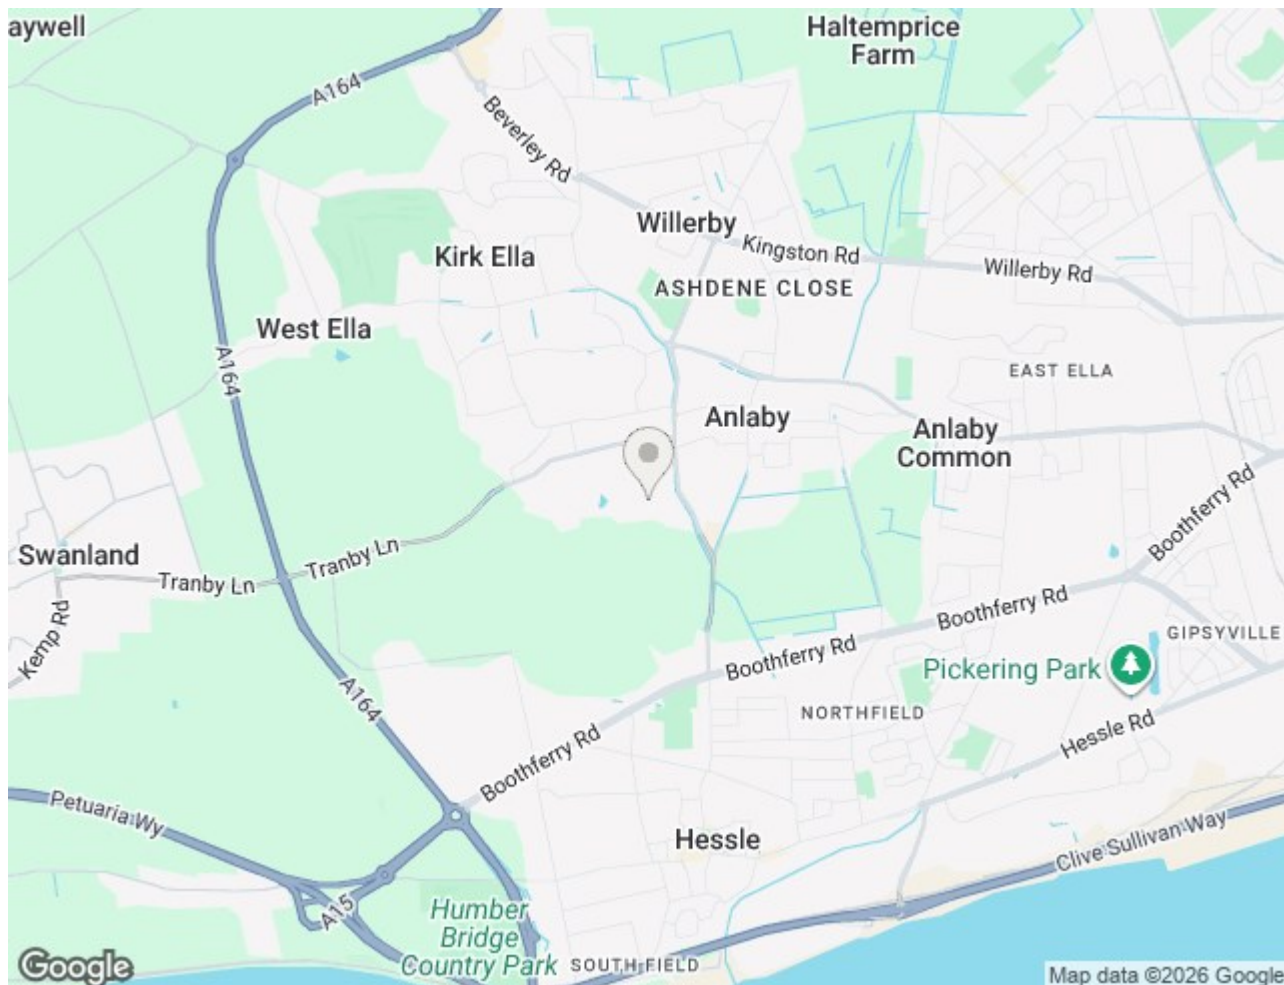 aywell
Haltemprice
Farm
A164
Beverley Rd
Willerby
Kingston Rd
Kirk Ella
Willerby Rd
ASHDENE CLOSE
West Ella
A164
EAST ELLA
Anlaby
Anlaby
Common
Boothferry Rd
Swanland
Tranby Ln
Tranby Ln
Kemp Rd
Boothferry Rd
GIPSYVILLE
Boothferry Rd
Pickering Park
A164
NORTHFIELD
Hessle Rd
Boothferry Rd
Petuaria Wy
Hessle
Clive Sullivan Way
A15
Humber
Bridge
Country Park
SOUTH FIELD
Google
Map data ©2026 Google